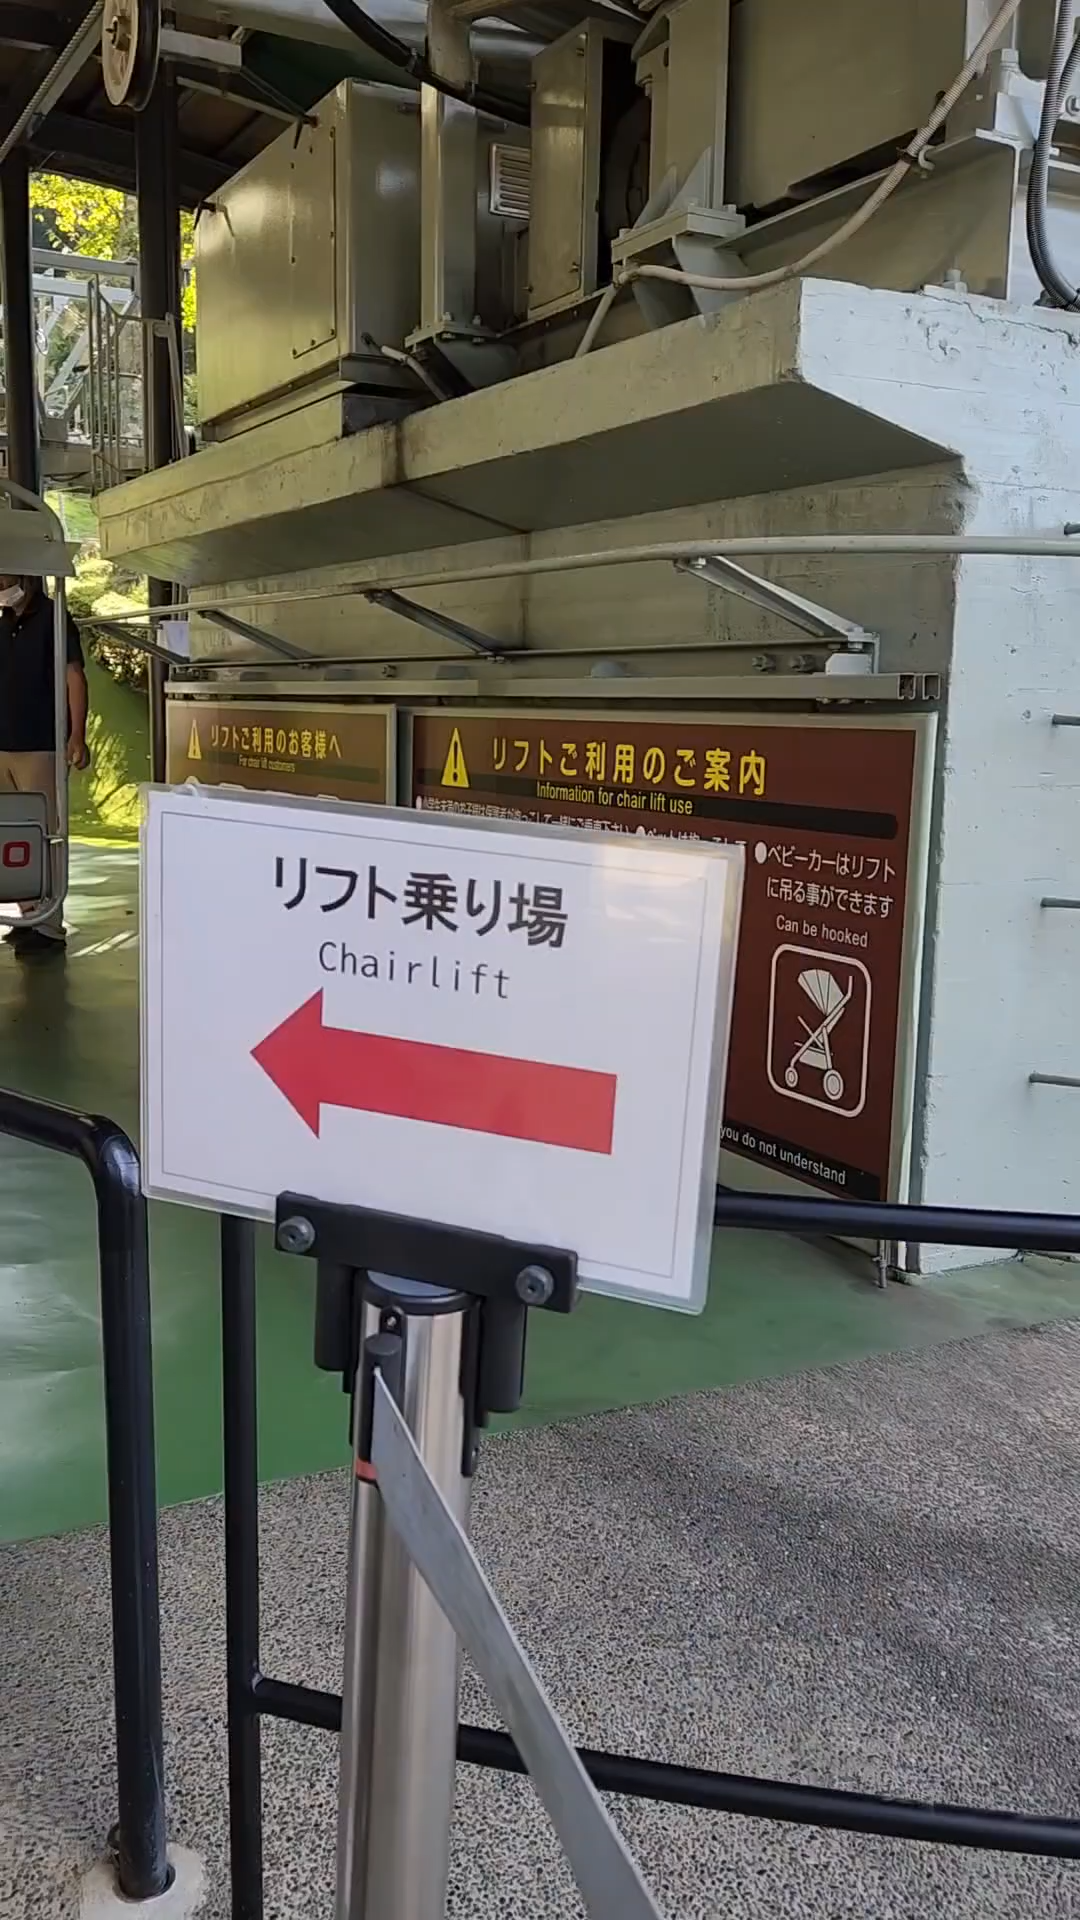 リフトご利用のお客様へ
For chair lift customers
リフトご利用のご案内
Information for chair lift use
●ベビーカーはリフト
に吊る事ができます
Can be hooked
you do not understand
リフト乗り場
Chairlift